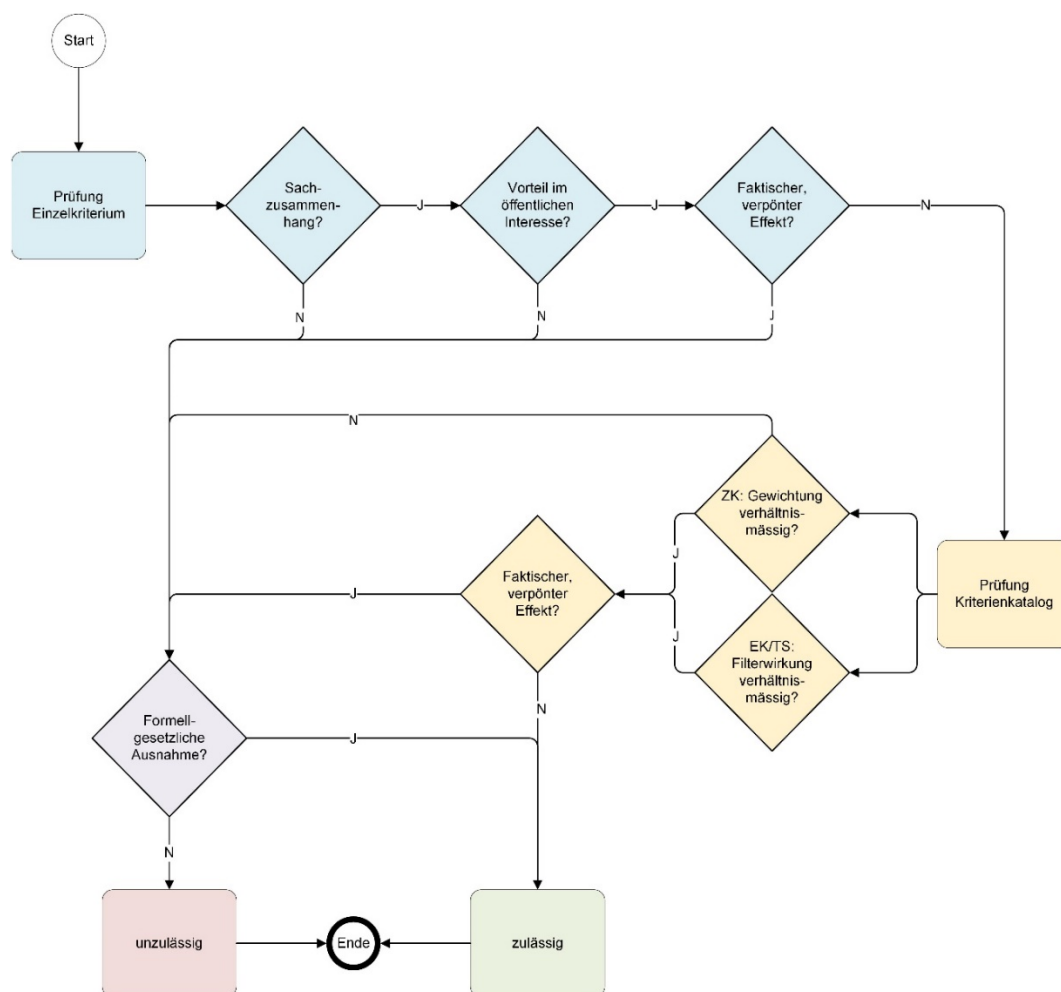 Start
Prüfung
Einzelkriterium
Sach-
zusammen-
hang?
J
Vorteil im
öffentlichen
Interesse?
J
Faktischer,
verpönter
Effekt?
N
N
N
J
N
ZK: Gewichtung
verhältnis-
mässig?
J
Prüfung
Kriterienkatalog
Faktischer,
verpönter
Effekt?
J
J
EK/TS:
Filterwirkung
verhältnis-
mässig?
N
Formell-
gesetzliche
Ausnahme?
J
N
unzulässig
Ende
zulässig